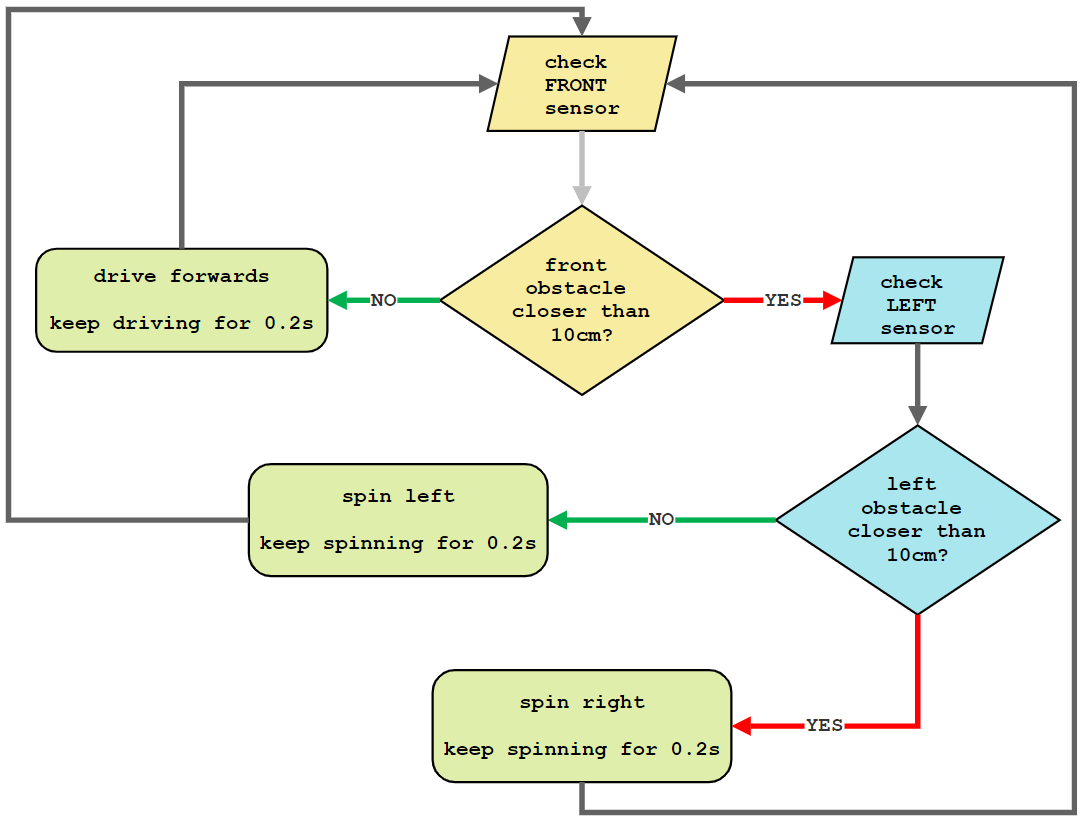 check
FRONT
sensor
front
obstacle
closer than
10cm?
NO
YES
drive forwards
keep driving for 0.2s
check
LEFT
sensor
left
obstacle
closer than
10cm?
NO
spin left
keep spinning for 0.2s
YES
spin right
keep spinning for 0.2s